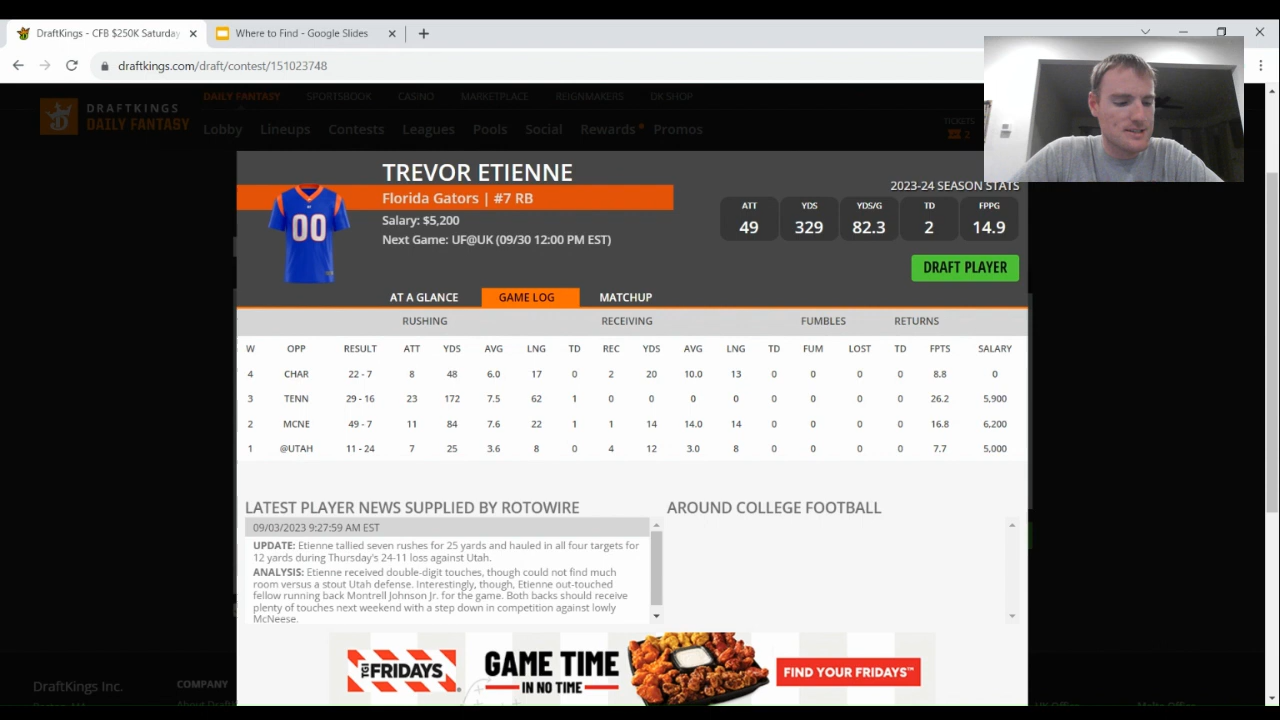 DraftKings - CFB $250K Saturday
Where to Find - Google Slides
draftkings.com/draft/contest/151023748
DRAFTKINGS
DAILY FANTASY
DAILY FANTASY SPORTSBOOK CASINO MARKETPLACE REIGNMAKERS DK SHOP
Lobby Lineups Contests Leagues Pools Social Rewards Promos
TICKETS
2
TREVOR ETIENNE
Florida Gators | #7 RB
Salary: $5,200
Next Game: UF@UK (09/30 12:00 PM EST)
00
2023-24 SEASON STATS
ATT YDS YDS/G TD FPPG
49 329 82.3 2 14.9
DRAFT PLAYER
AT A GLANCE GAME LOG MATCHUP
RUSHING RECEIVING FUMBLES RETURNS
W OPP RESULT ATT YDS AVG LNG TD REC YDS AVG LNG TD FUM LOST TD FPTS SALARY
4 CHAR 22 - 7 8 48 6.0 17 0 2 20 10.0 13 0 0 0 0 8.8 0
3 TENN 29 - 16 23 172 7.5 62 1 0 0 0 0 0 0 0 0 26.2 5,900
2 MCNE 49 - 7 11 84 7.6 22 1 1 14 14.0 14 0 0 0 0 16.8 6,200
1 @UTAH 11 - 24 7 25 3.6 8 0 4 12 3.0 8 0 0 0 0 7.7 5,000
LATEST PLAYER NEWS SUPPLIED BY ROTOWIRE
AROUND COLLEGE FOOTBALL
09/03/2023 9:27:59 AM EST
UPDATE: Etienne tallied seven rushes for 25 yards and hauled in all four targets for
12 yards during Thursday's 24-11 loss against Utah.
ANALYSIS: Etienne received double-digit touches, though could not find much
room versus a stout Utah defense. Interestingly, though, Etienne out-touched
fellow running back Montrell Johnson Jr. for the game. Both backs should receive
plenty of touches next weekend with a step down in competition against lowly
McNeese.
TGI FRIDAYS
GAME TIME
IN NO TIME
FIND YOUR FRIDAYS™
DraftKings Inc.
COMPANY